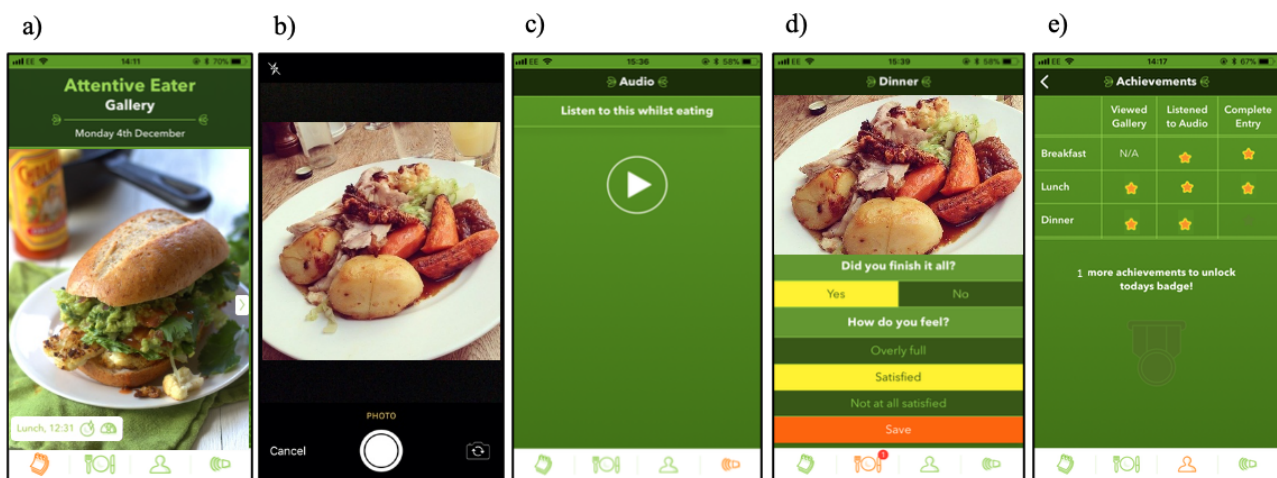 a)
b)
c)
d)
e)
EE 14:11 70%
Attentive Eater
Gallery
Monday 4th December
Lunch, 12:31
PHOTO
Cancel
EE 15:36 58%
Audio
Listen to this whilst eating
EE 15:39 58%
Dinner
Did you finish it all?
Yes No
How do you feel?
Overly full
Satisfied
Not at all satisfied
Save
1
EE 14:17 67%
Achievements
Viewed Gallery Listened to Audio Complete Entry
Breakfast N/A
Lunch
Dinner
1 more achievements to unlock
todays badge!